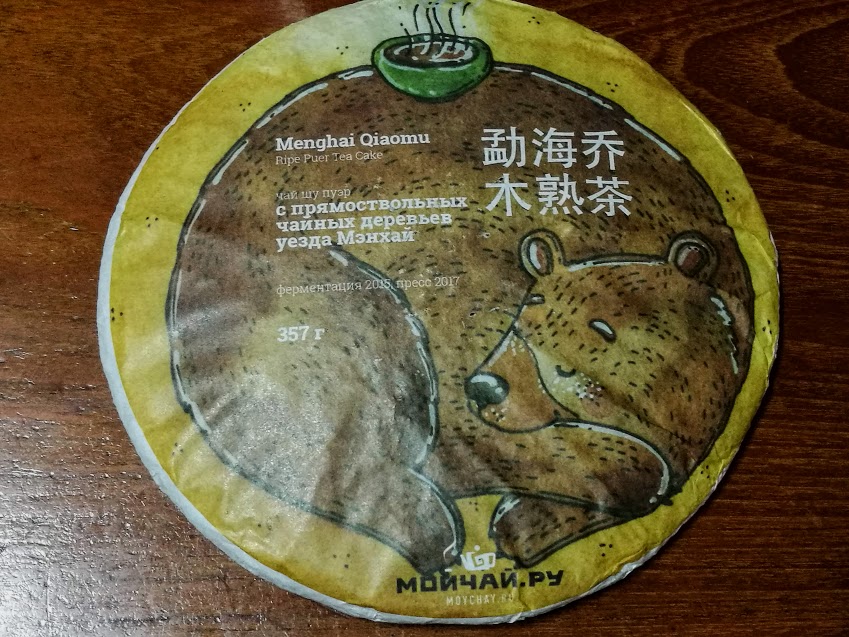 Menghai Qiaomu
Ripe Puer Tea Cake
勐海乔
木熟茶
чай шу пуэр
с прямоствольных
чайных деревьев
уезда Мэнхай
ферментация 2015, пресс 2017
357 г
МОЙЧАЙ.РУ
MOYCHAY.RU